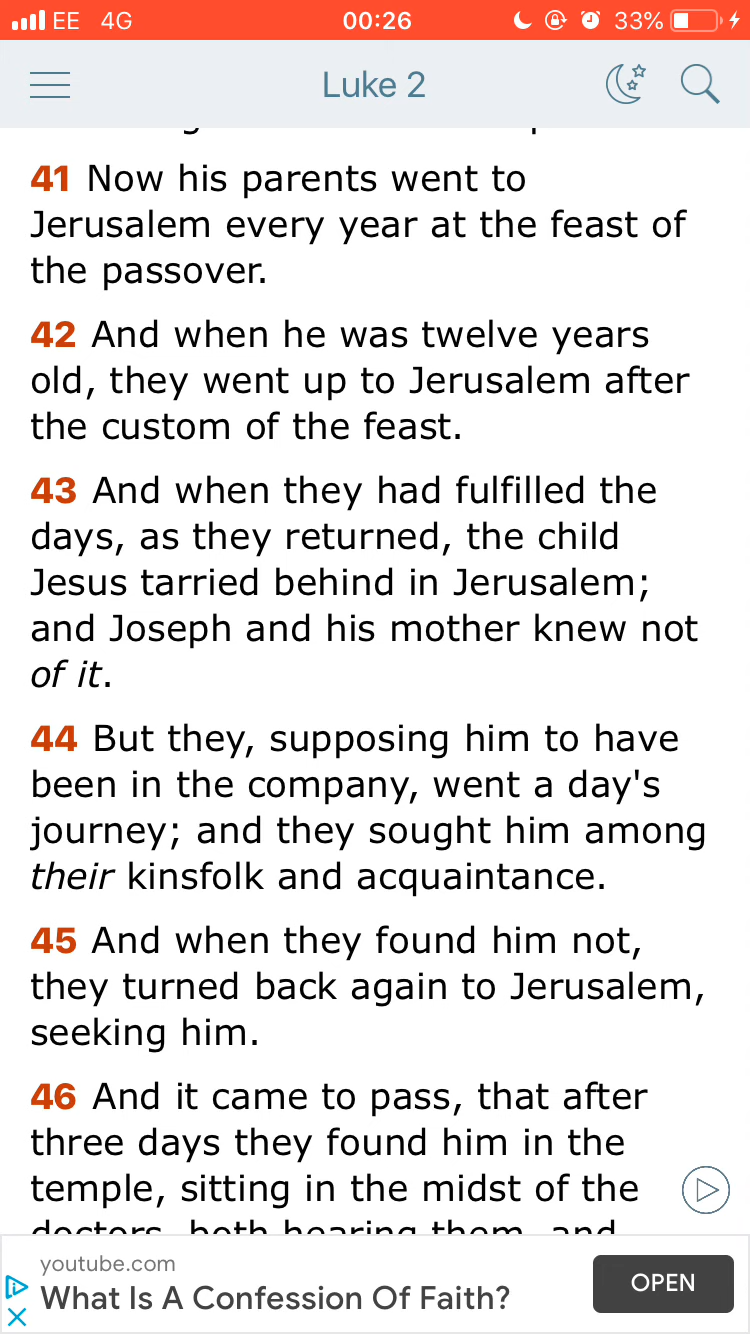 EE 4G 00:26 33%
Luke 2
41 Now his parents went to
Jerusalem every year at the feast of
the passover.
42 And when he was twelve years
old, they went up to Jerusalem after
the custom of the feast.
43 And when they had fulfilled the
days, as they returned, the child
Jesus tarried behind in Jerusalem;
and Joseph and his mother knew not
of it.
44 But they, supposing him to have
been in the company, went a day's
journey; and they sought him among
their kinsfolk and acquaintance.
45 And when they found him not,
they turned back again to Jerusalem,
seeking him.
46 And it came to pass, that after
three days they found him in the
temple, sitting in the midst of the
doctors, both hearing them, and
youtube.com
What Is A Confession Of Faith?
OPEN